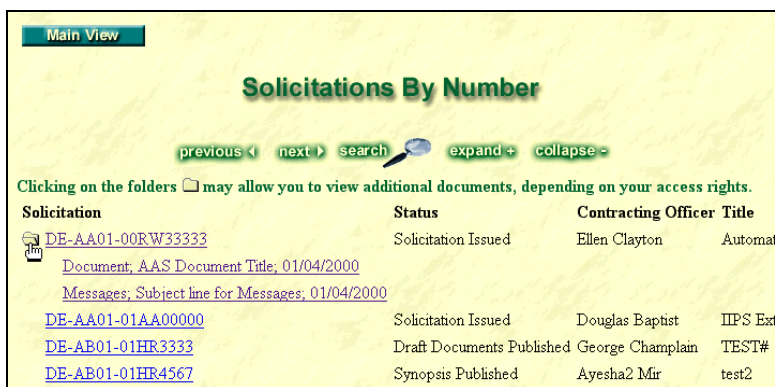 Main View
Solicitations By Number
previous next search expand + collapse -
Clicking on the folders may allow you to view additional documents, depending on your access rights.
Solicitation Status Contracting Officer Title
DE-AA01-00RW33333 Solicitation Issued Ellen Clayton Automat
Document; AAS Document Title; 01/04/2000
Messages; Subject line for Messages; 01/04/2000
DE-AA01-01AA00000 Solicitation Issued Douglas Baptist IIPS Ext
DE-AB01-01HR3333 Draft Documents Published George Champlain TEST#
DE-AB01-01HR4567 Synopsis Published Ayesha2 Mir test2